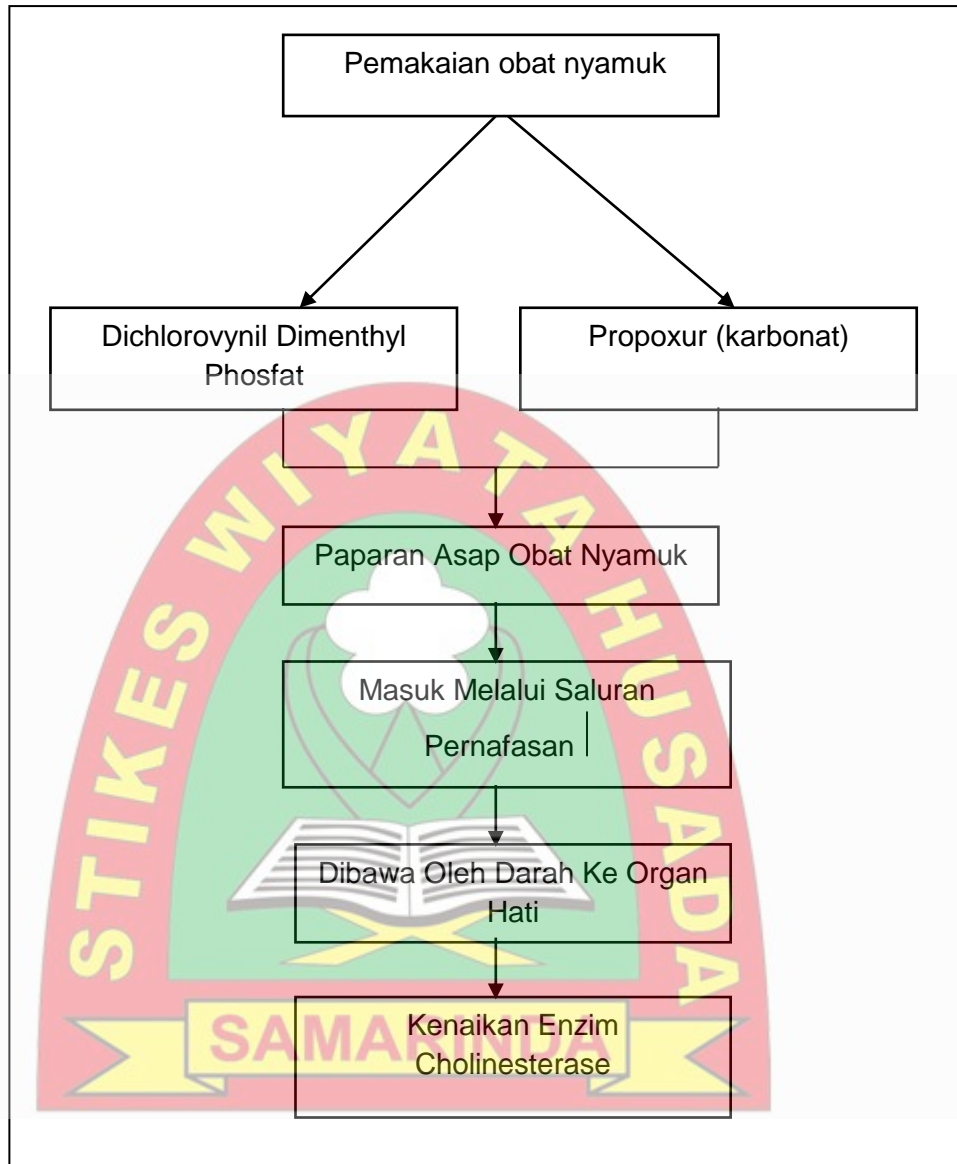 Pemakaian obat nyamuk
Dichlorovynil Dimenthyl
Phosfat
Propoxur (karbonat)
Paparan Asap Obat Nyamuk
Masuk Melalui Saluran
Pernafasan
Dibawa Oleh Darah Ke Organ
Hati
Kenaikan Enzim
Cholinesterase
STIKES WIYATA HUSADA
SAMARINDA